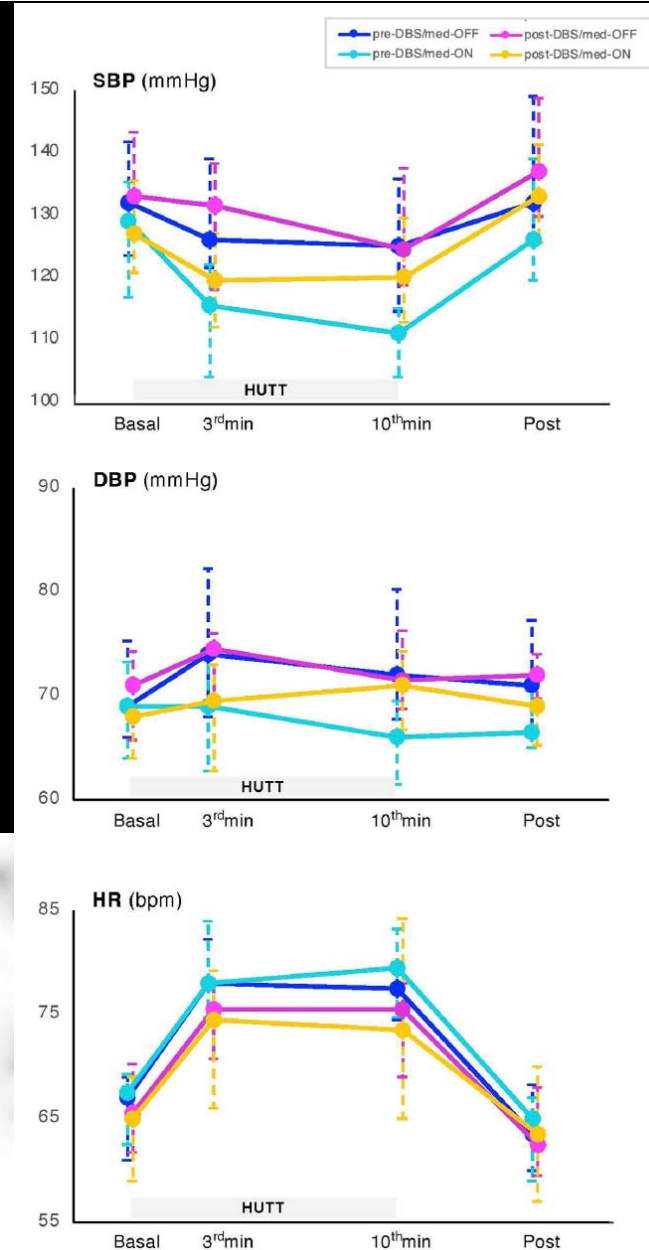 pre-DBS/med-OFF post-DBS/med-OFF
pre-DBS/med-ON post-DBS/med-ON
SBP (mmHg)
150
140
130
120
110
100
HUTT
Basal 3rdmin 10thmin Post
DBP (mmHg)
90
80
70
60
HUTT
Basal 3rdmin 10thmin Post
HR (bpm)
85
75
65
55
HUTT
Basal 3rdmin 10thmin Post